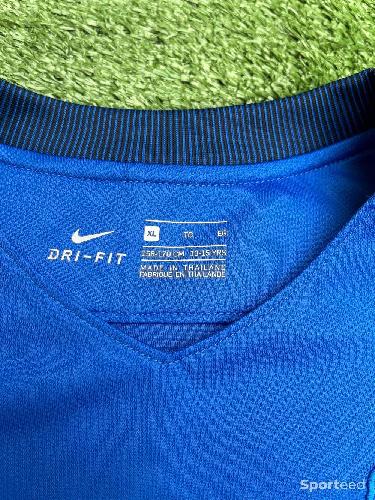 DRI-FIT
XL TG EG
158-170 CM 13-15 YRS
MADE IN THAILAND
FABRIQUÉ EN THAÏLANDE
Sporteed